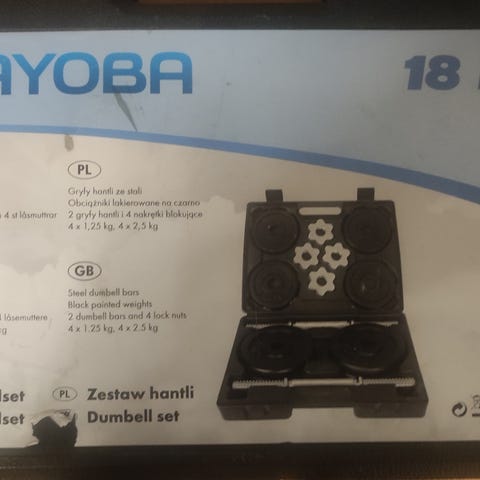 AYOBA
18
PL
Gryfy hantli ze stali
Obciążniki lakierowane na czarno
4 st låsmuttrar
2 gryfy hantli i 4 nakrętki blokujące
4 x 1,25 kg, 4 x 2,5 kg
GB
Steel dumbell bars
Black painted weights
låsemuttere
2 dumbell bars and 4 lock nuts
4 x 1.25 kg, 4 x 2.5 kg
lset
PL Zestaw hantli
lset
Dumbell set